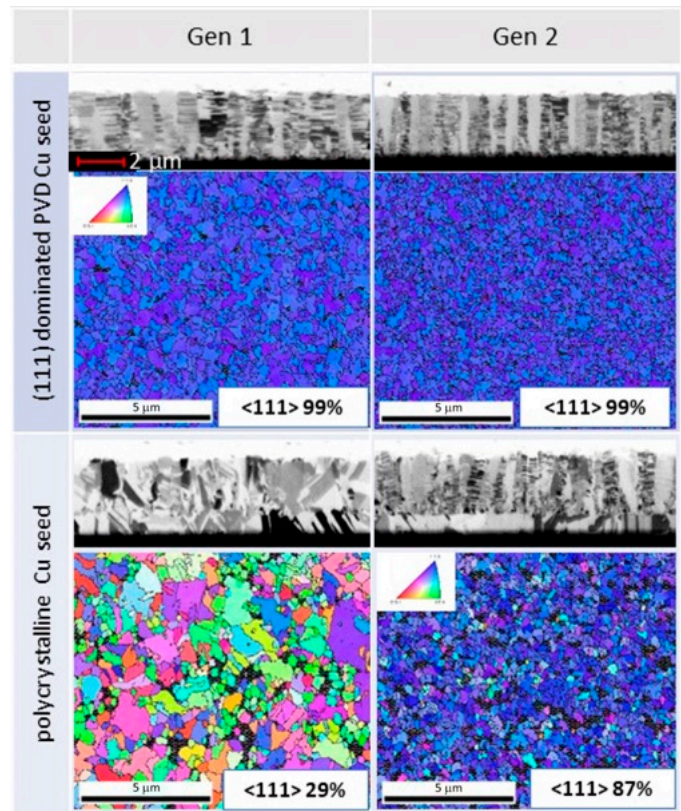 Gen 1
Gen 2
(111) dominated PVD Cu seed
2 μm
5 μm
<111> 99%
5 μm
<111> 99%
polycrystalline Cu seed
5 μm
<111> 29%
5 μm
<111> 87%